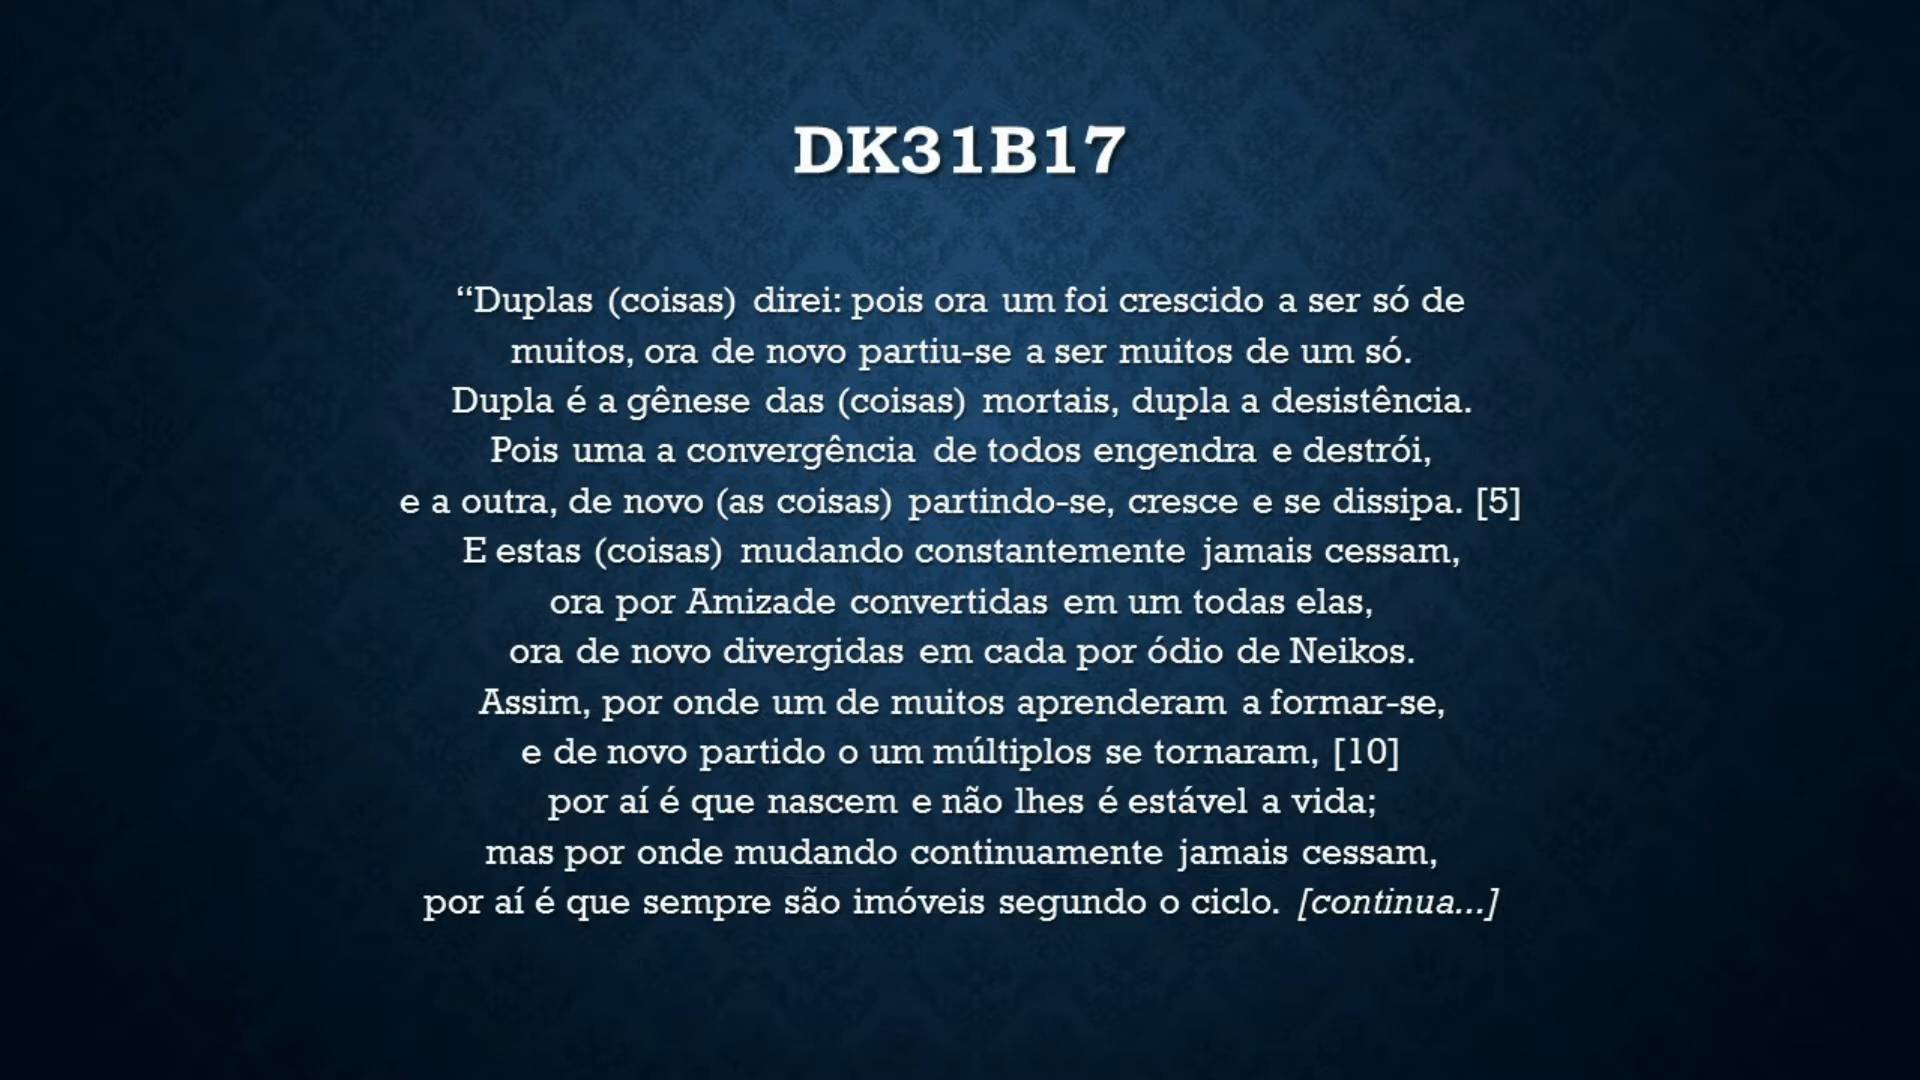 DK31B17
“Duplas (coisas) direi: pois ora um foi crescido a ser só de
muitos, ora de novo partiu-se a ser muitos de um só.
Dupla é a gênese das (coisas) mortais, dupla a desistência.
Pois uma a convergência de todos engendra e destrói,
e a outra, de novo (as coisas) partindo-se, cresce e se dissipa. [5]
E estas (coisas) mudando constantemente jamais cessam,
ora por Amizade convertidas em um todas elas,
ora de novo divergidas em cada por ódio de Neikos.
Assim, por onde um de muitos aprenderam a formar-se,
e de novo partido o um múltiplos se tornaram, [10]
por aí é que nascem e não lhes é estável a vida;
mas por onde mudando continuamente jamais cessam,
por aí é que sempre são imóveis segundo o ciclo. [continua...]